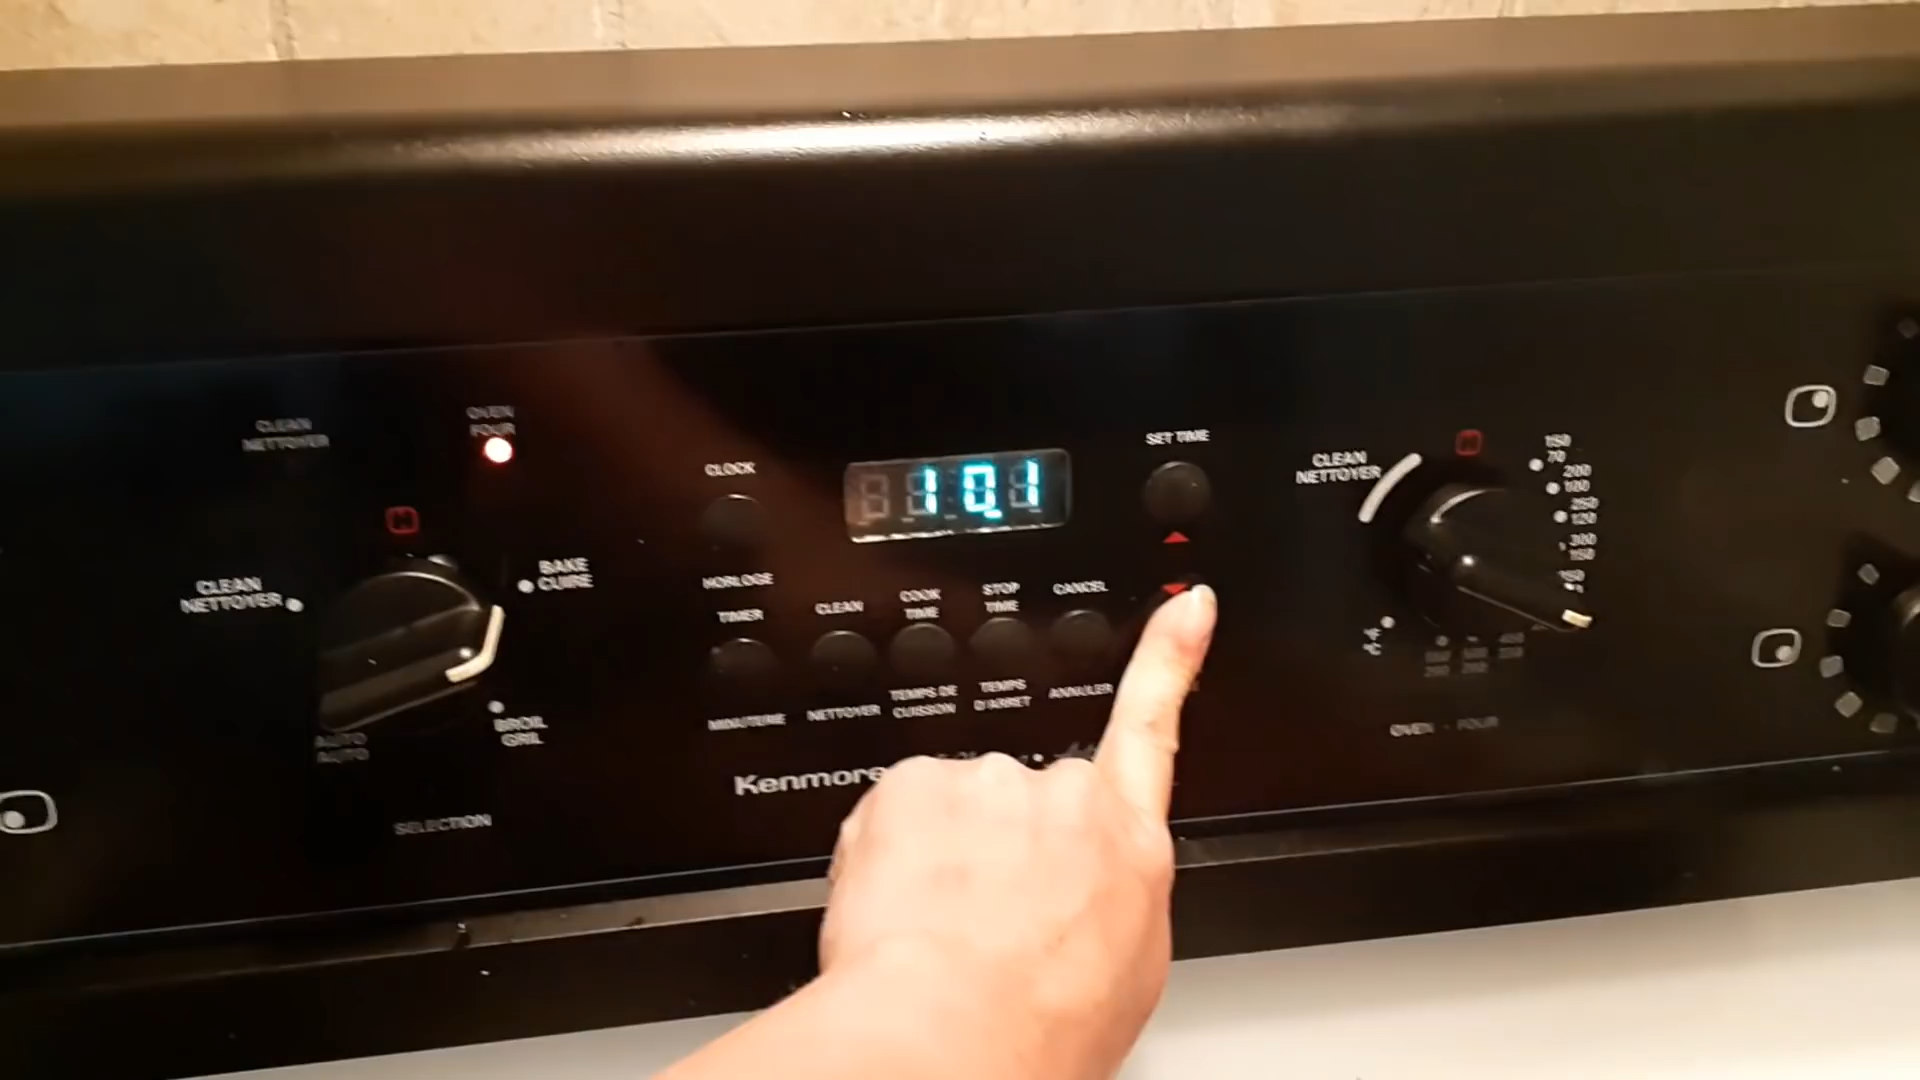 CLEAN
NETTOYER
OVEN
FOUR
CLEAN
NETTOYER
BAKE
CUIRE
BROIL
GRIL
AUTO
AUTO
SELECTION
CLOCK
HORLOGE
101
SET TIME
TIMER
MINUTERIE
CLEAN
NETTOYER
COOK
TIME
TEMPS DE
CUISSON
STOP
TIME
TEMPS
D'ARRET
CANCEL
ANNULER
Kenmore
CLEAN
NETTOYER
150
70
200
100
250
120
300
150
°F
°C
OVEN - FOUR